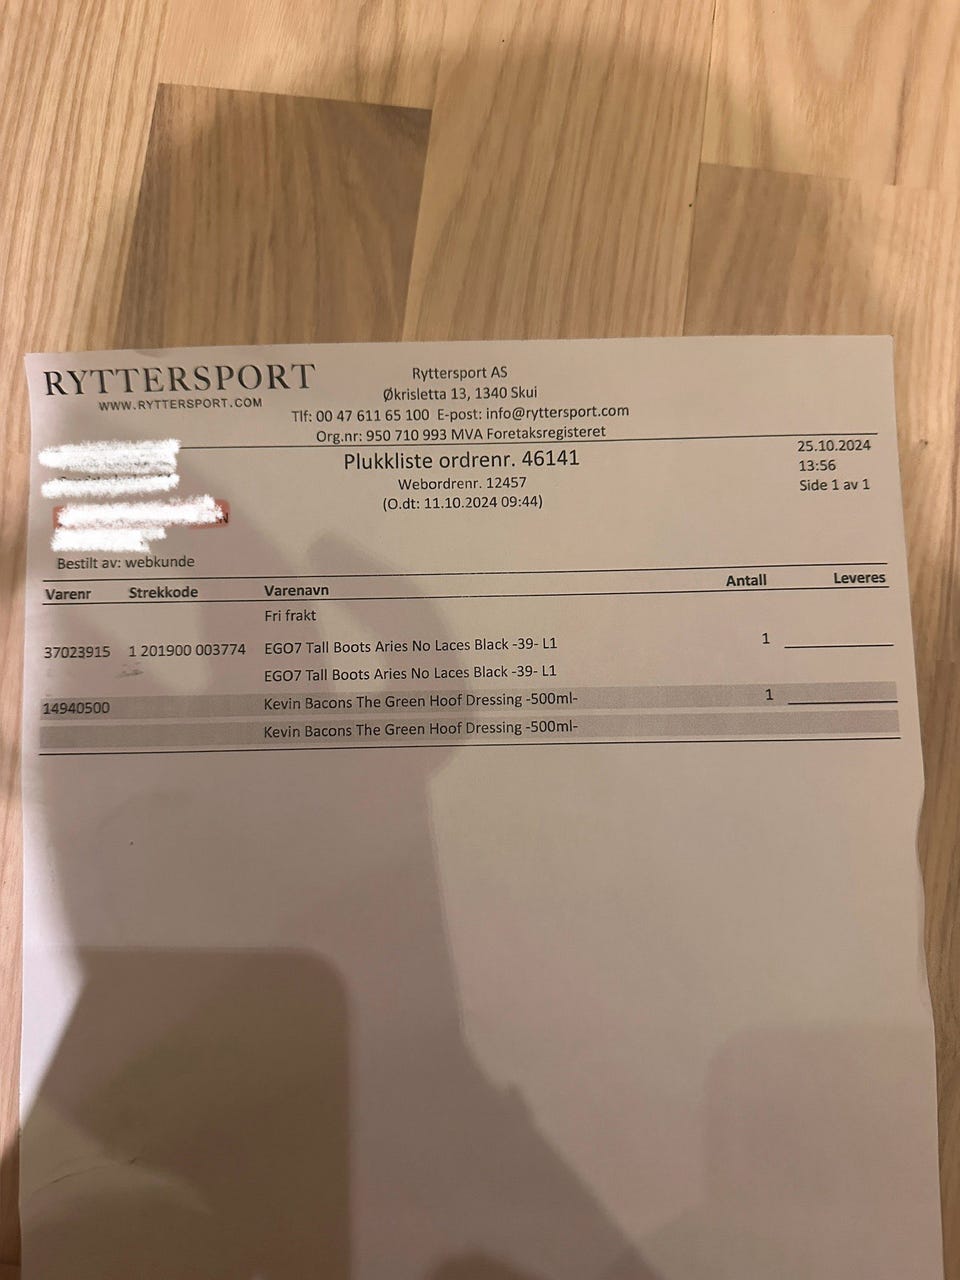 RYTTERSPORT
WWW.RYTTERSPORT.COM
Ryttersport AS
Økrisletta 13, 1340 Skui
Tlf: 00 47 611 65 100 E-post: info@ryttersport.com
Org.nr: 950 710 993 MVA Foretaksregisteret
Plukkliste ordrenr. 46141
Webordrenr. 12457
(O.dt: 11.10.2024 09:44)
25.10.2024
13:56
Side 1 av 1
Bestilt av: webkunde
Varenr Strekkode Varenavn Antall Leveres
Fri frakt
37023915 1 201900 003774 EGO7 Tall Boots Aries No Laces Black -39- L1 1
EGO7 Tall Boots Aries No Laces Black -39- L1
14940500 Kevin Bacons The Green Hoof Dressing -500ml- 1
Kevin Bacons The Green Hoof Dressing -500ml-